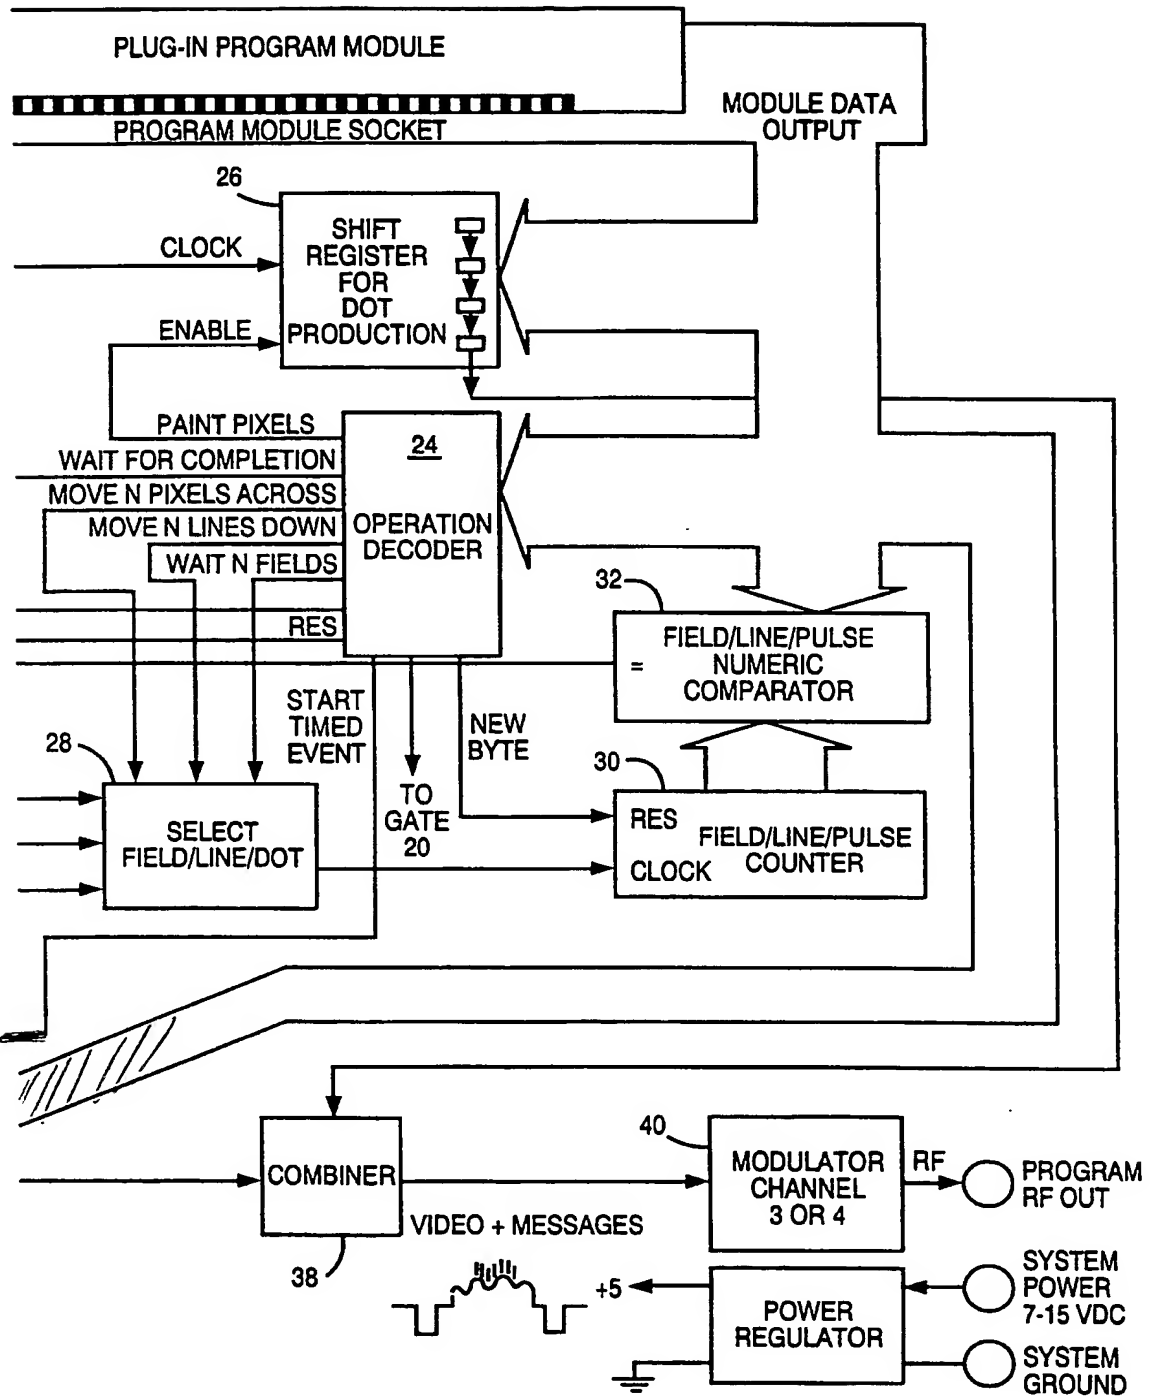 PLUG-IN PROGRAM MODULE
MODULE DATA
OUTPUT
PROGRAM MODULE SOCKET
26
SHIFT
REGISTER
FOR
DOT
PRODUCTION
CLOCK
ENABLE
PAINT PIXELS
WAIT FOR COMPLETION
MOVE N PIXELS ACROSS
MOVE N LINES DOWN
WAIT N FIELDS
RES
24
OPERATION
DECODER
32
FIELD/LINE/PULSE
NUMERIC
COMPARATOR
=
START
TIMED
EVENT
NEW
BYTE
TO
GATE
20
28
SELECT
FIELD/LINE/DOT
30
RES
FIELD/LINE/PULSE
COUNTER
CLOCK
COMBINER
38
VIDEO + MESSAGES
40
MODULATOR
CHANNEL
3 OR 4
RF
PROGRAM
RF OUT
+5
POWER
REGULATOR
SYSTEM
POWER
7-15 VDC
SYSTEM
GROUND